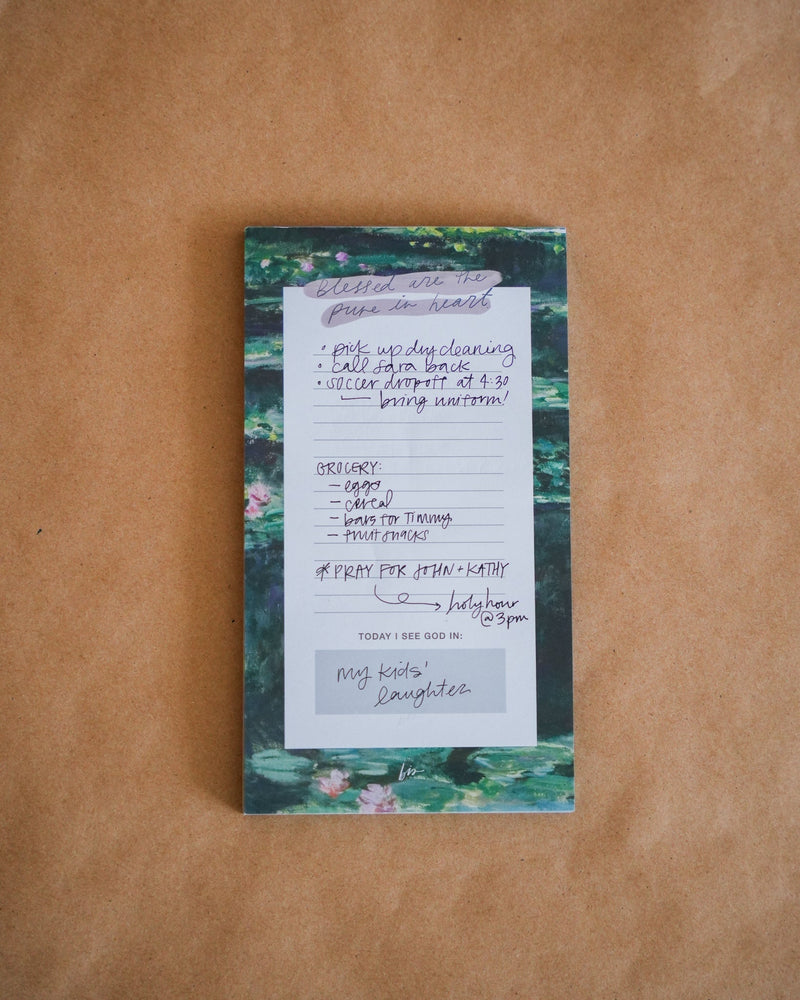 Blessed are the
pure in heart
• pick up dry cleaning
• call Sara back
• soccer dropoff at 4:30
bring uniform!
GROCERY:
- eggs
- cereal
- bars for Timmy
- fruit snacks
* PRAY FOR JOHN + KATHY
holy hour
@ 3pm
TODAY I SEE GOD IN:
my kids'
laughter